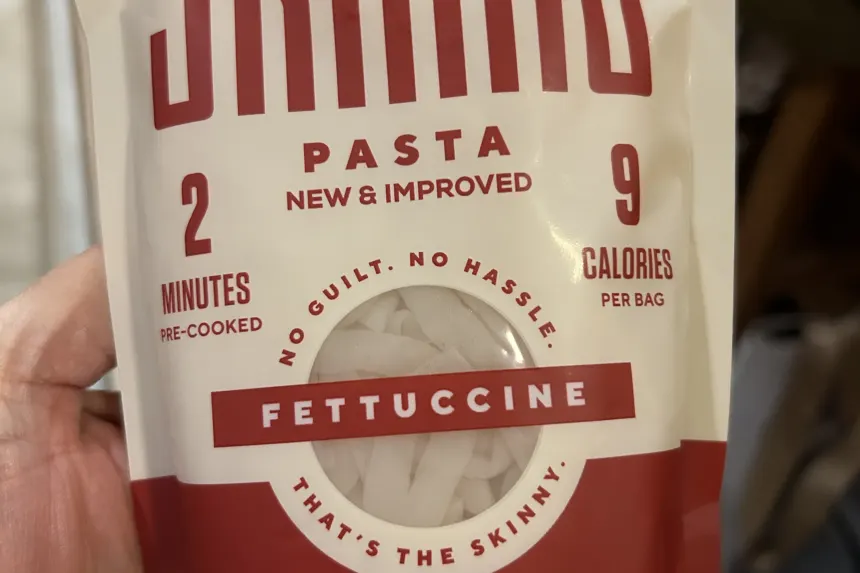 PASTA
NEW & IMPROVED
2
MINUTES
PRE-COOKED
9
CALORIES
PER BAG
NO GUILT. NO HASSLE.
FETTUCCINE
THAT'S THE SKINNY.